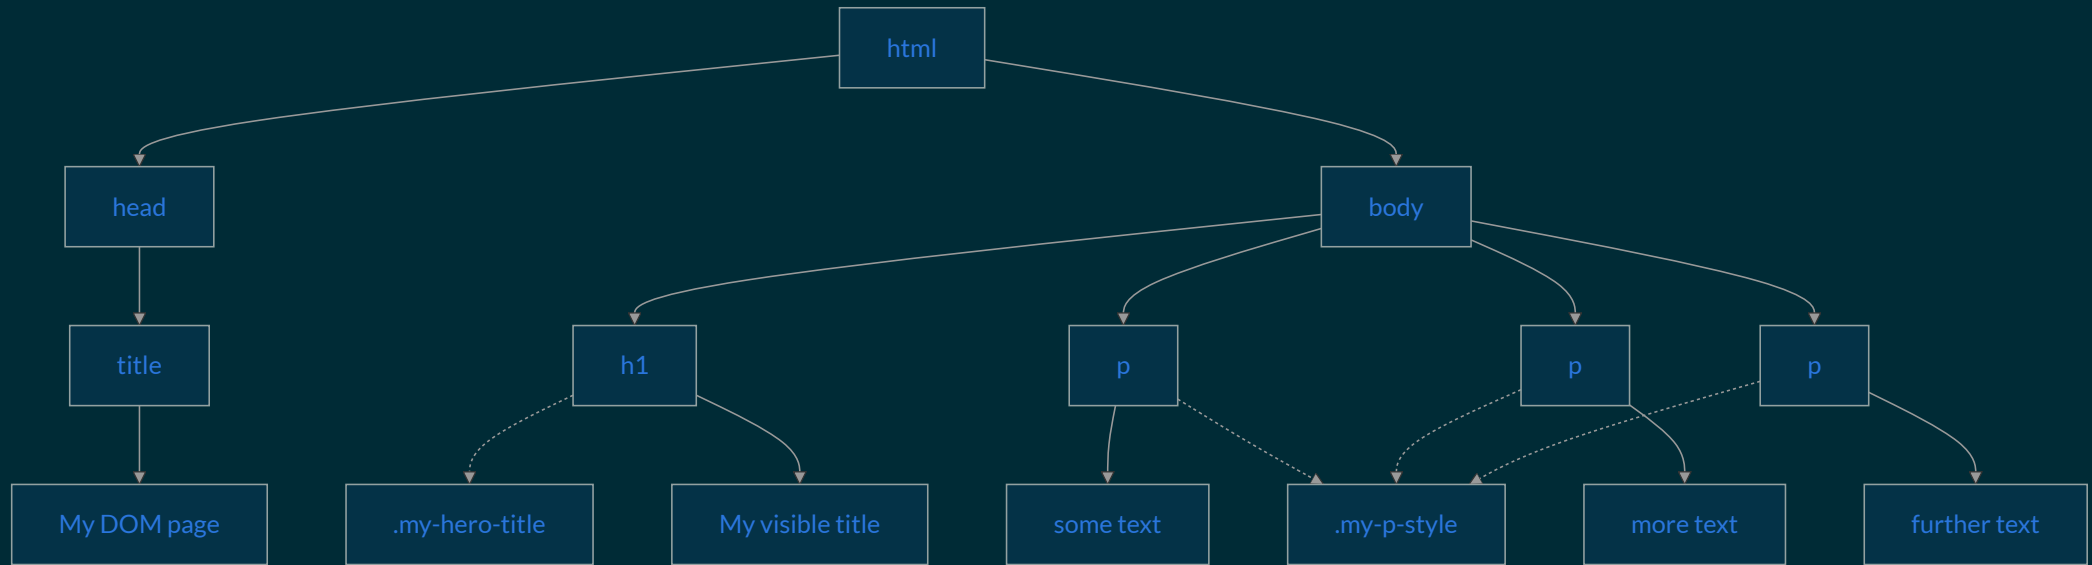 html
head
body
title
h1
p
p
p
My DOM page
.my-hero-title
My visible title
some text
.my-p-style
more text
further text